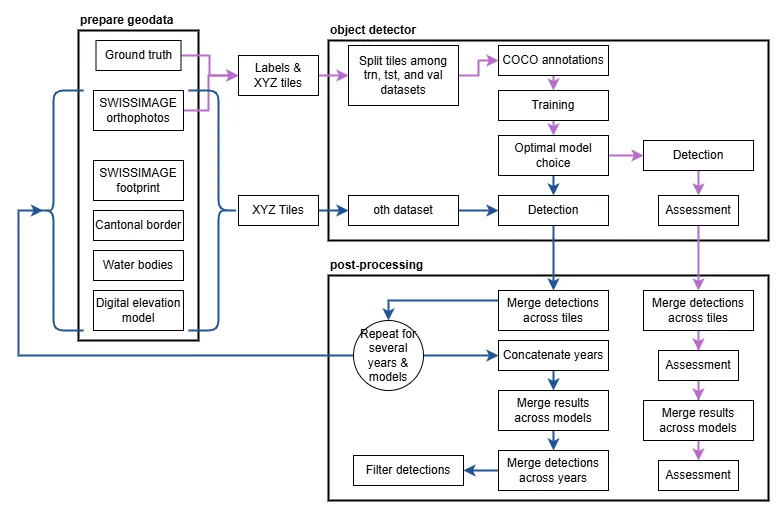 prepare geodata
Ground truth
SWISSIMAGE
orthophotos
SWISSIMAGE
footprint
Cantonal border
Water bodies
Digital elevation
model
Labels &
XYZ tiles
XYZ Tiles
object detector
Split tiles among
trn, tst, and val
datasets
COCO annotations
Training
Optimal model
choice
Detection
oth dataset
Detection
Assessment
post-processing
Merge detections
across tiles
Merge detections
across tiles
Repeat for
several
years &
models
Concatenate years
Assessment
Merge results
across models
Merge results
across models
Filter detections
Merge detections
across years
Assessment